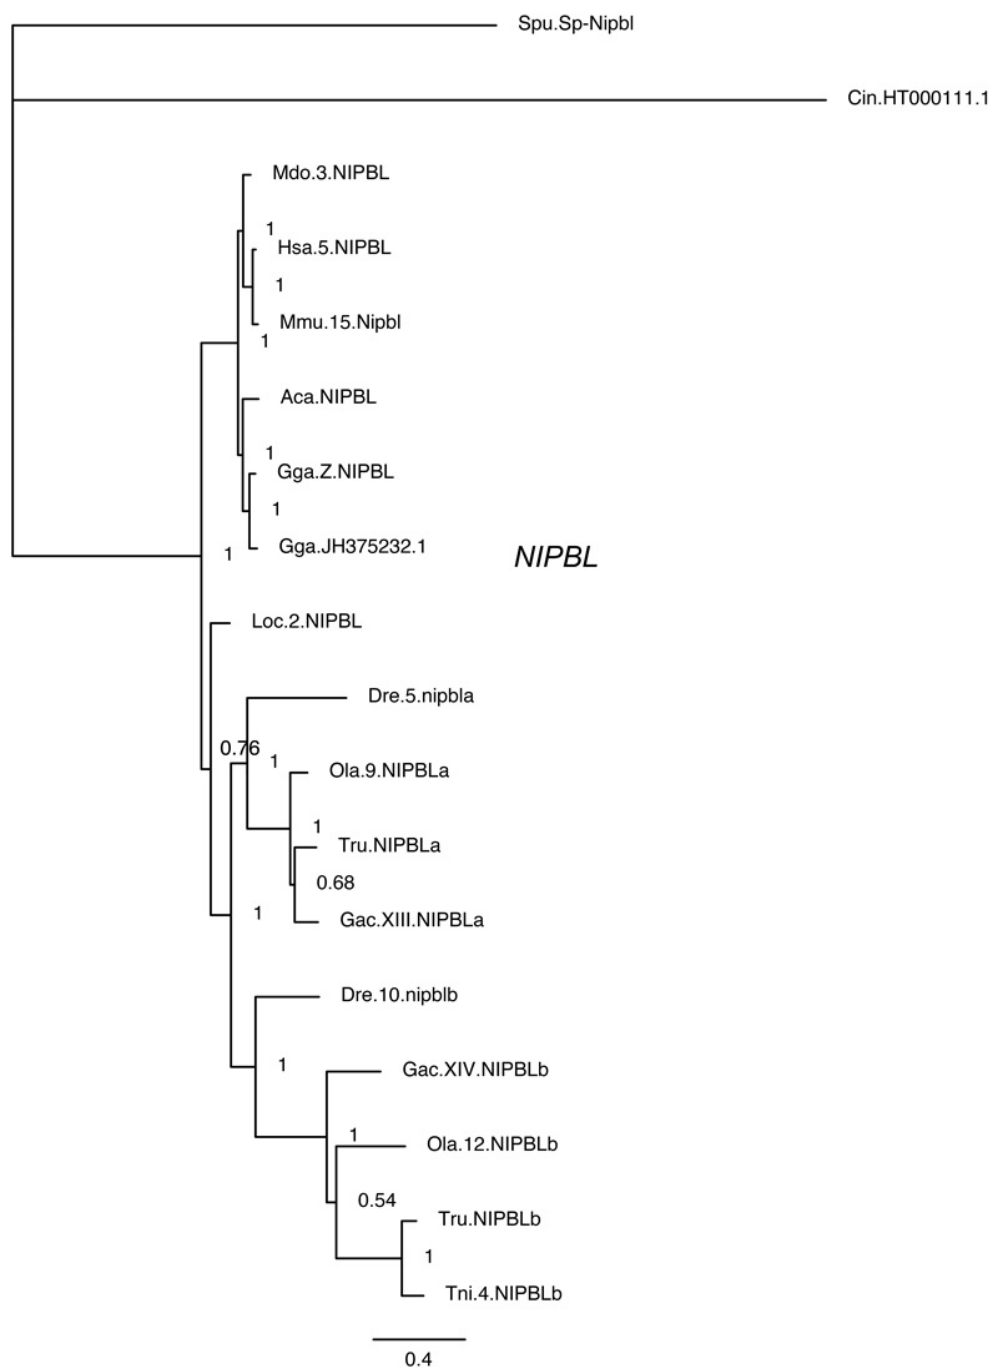 Spu.Sp-Nipbl
Cin.HT000111.1
Mdo.3.NIPBL
1
Hsa.5.NIPBL
1
Mmu.15.Nipbl
1
Aca.NIPBL
1
Gga.Z.NIPBL
1
Gga.JH375232.1
1
NIPBL
Loc.2.NIPBL
Dre.5.nipbla
0.76
1
Ola.9.NIPBLa
1
Tru.NIPBLa
0.68
1
Gac.XIII.NIPBLa
Dre.10.nipblb
1
Gac.XIV.NIPBLb
1
Ola.12.NIPBLb
0.54
Tru.NIPBLb
1
Tni.4.NIPBLb
0.4